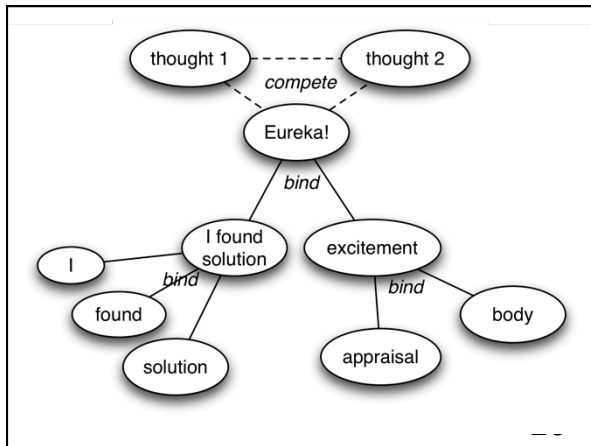 thought 1
thought 2
compete
Eureka!
bind
I found
solution
excitement
I
bind
bind
found
body
solution
appraisal